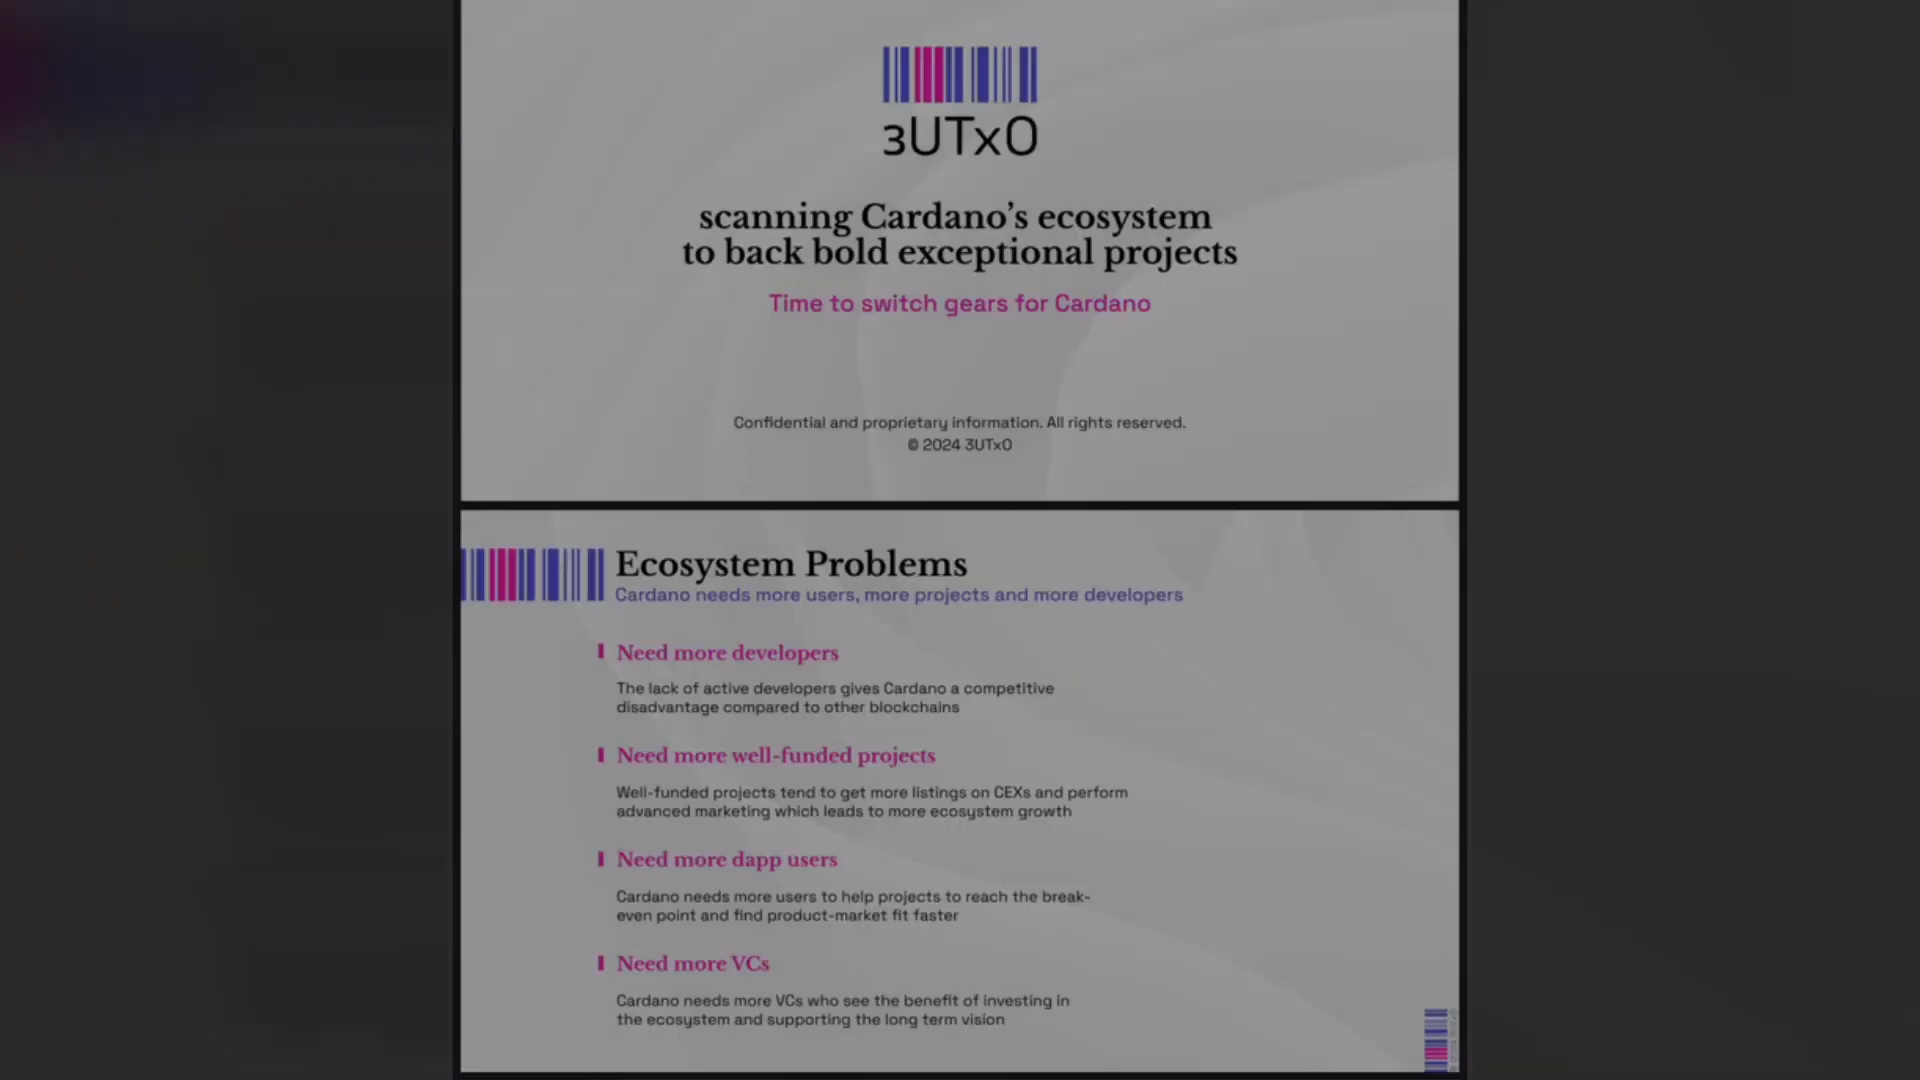 3UTxO
scanning Cardano’s ecosystem
to back bold exceptional projects
Time to switch gears for Cardano
Confidential and proprietary information. All rights reserved.
© 2024 3UTxO
Ecosystem Problems
Cardano needs more users, more projects and more developers
Need more developers
The lack of active developers gives Cardano a competitive
disadvantage compared to other blockchains
Need more well-funded projects
Well-funded projects tend to get more listings on CEXs and perform
advanced marketing which leads to more ecosystem growth
Need more dapp users
Cardano needs more users to help projects to reach the break-
even point and find product-market fit faster
Need more VCs
Cardano needs more VCs who see the benefit of investing in
the ecosystem and supporting the long term vision